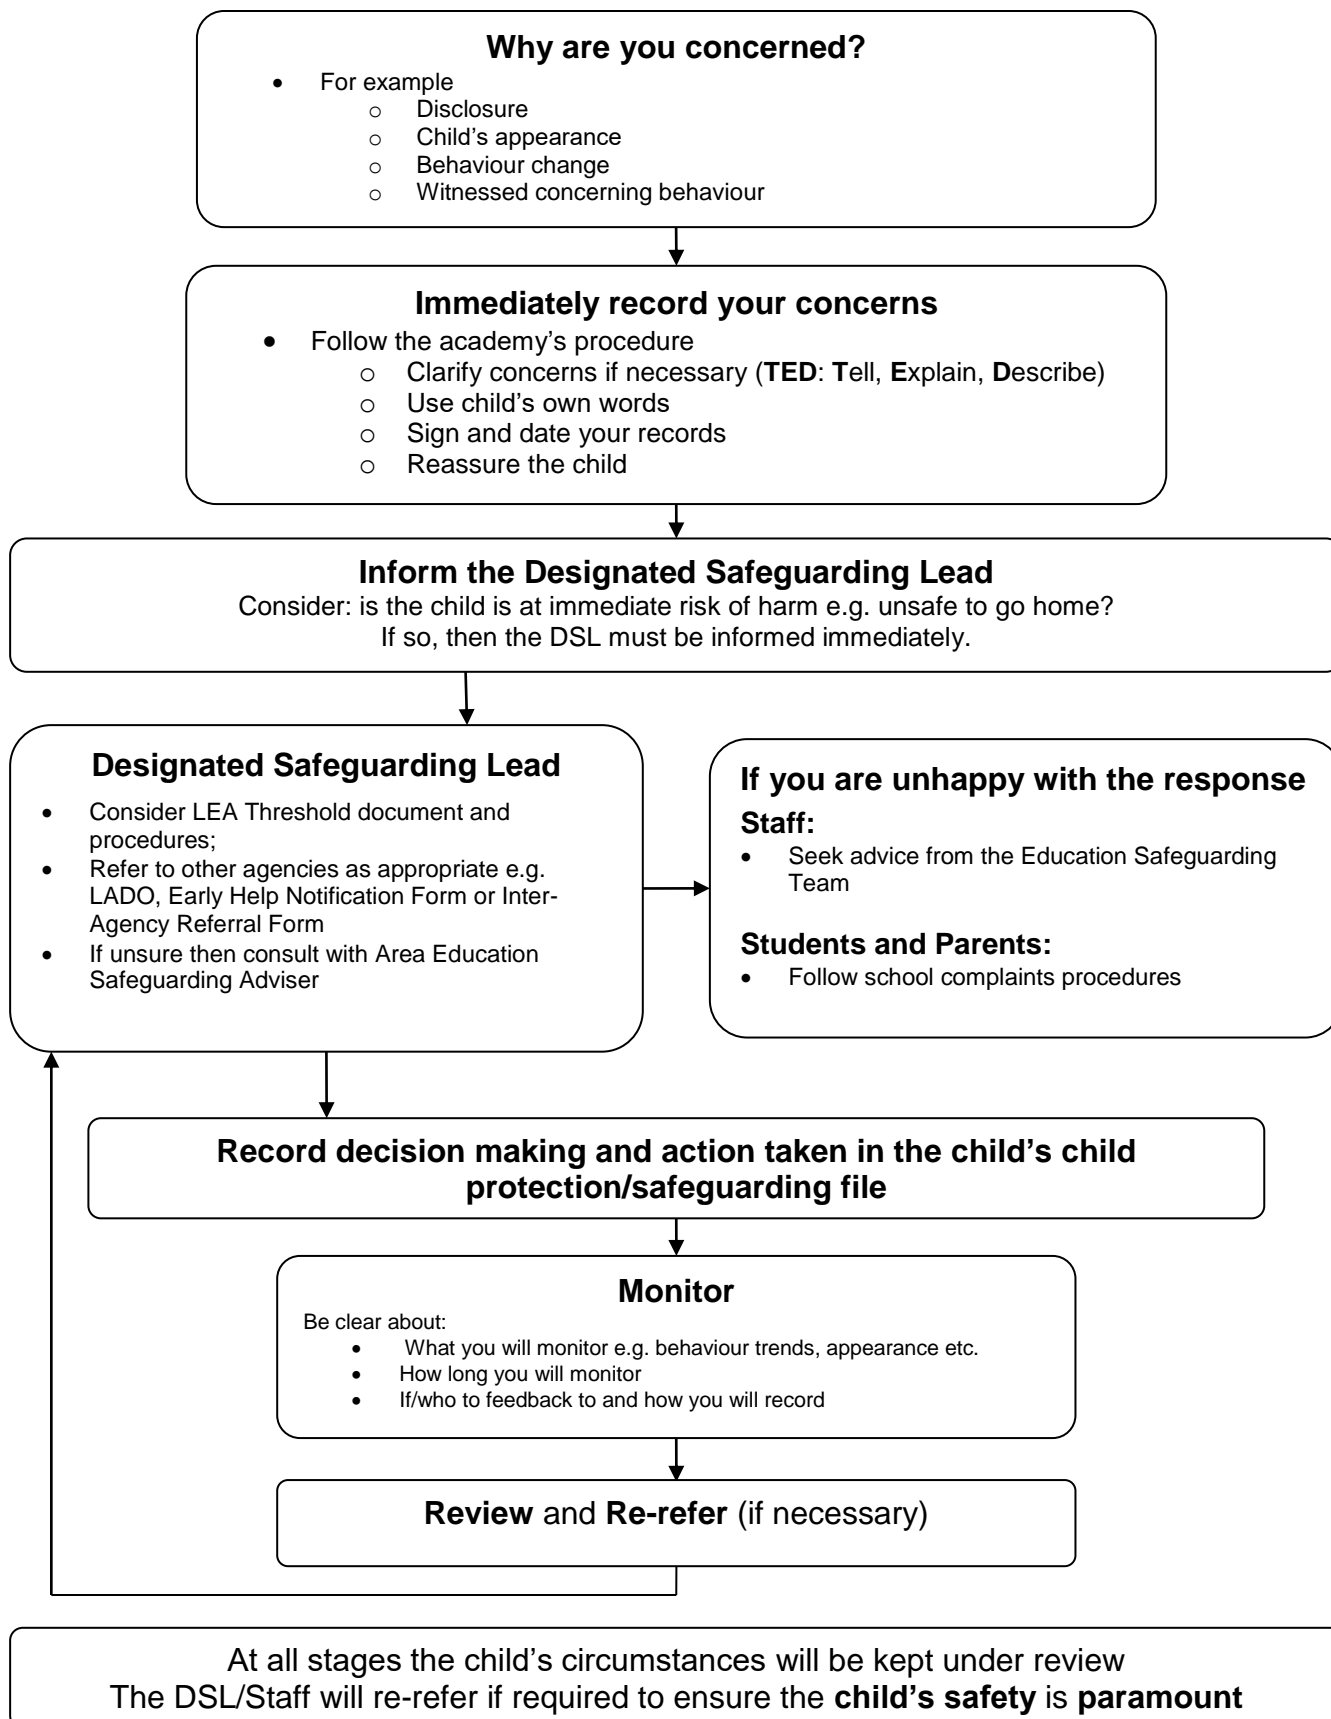 Why are you concerned?
• For example
o Disclosure
o Child’s appearance
o Behaviour change
o Witnessed concerning behaviour
Immediately record your concerns
• Follow the academy’s procedure
o Clarify concerns if necessary (TED: Tell, Explain, Describe)
o Use child’s own words
o Sign and date your records
o Reassure the child
Inform the Designated Safeguarding Lead
Consider: is the child is at immediate risk of harm e.g. unsafe to go home?
If so, then the DSL must be informed immediately.
Designated Safeguarding Lead
• Consider LEA Threshold document and
procedures;
• Refer to other agencies as appropriate e.g.
LADO, Early Help Notification Form or Inter-
Agency Referral Form
• If unsure then consult with Area Education
Safeguarding Adviser
If you are unhappy with the response
Staff:
• Seek advice from the Education Safeguarding
Team
Students and Parents:
• Follow school complaints procedures
Record decision making and action taken in the child’s child
protection/safeguarding file
Monitor
Be clear about:
• What you will monitor e.g. behaviour trends, appearance etc.
• How long you will monitor
• If/who to feedback to and how you will record
Review and Re-refer (if necessary)
At all stages the child’s circumstances will be kept under review
The DSL/Staff will re-refer if required to ensure the child’s safety is paramount